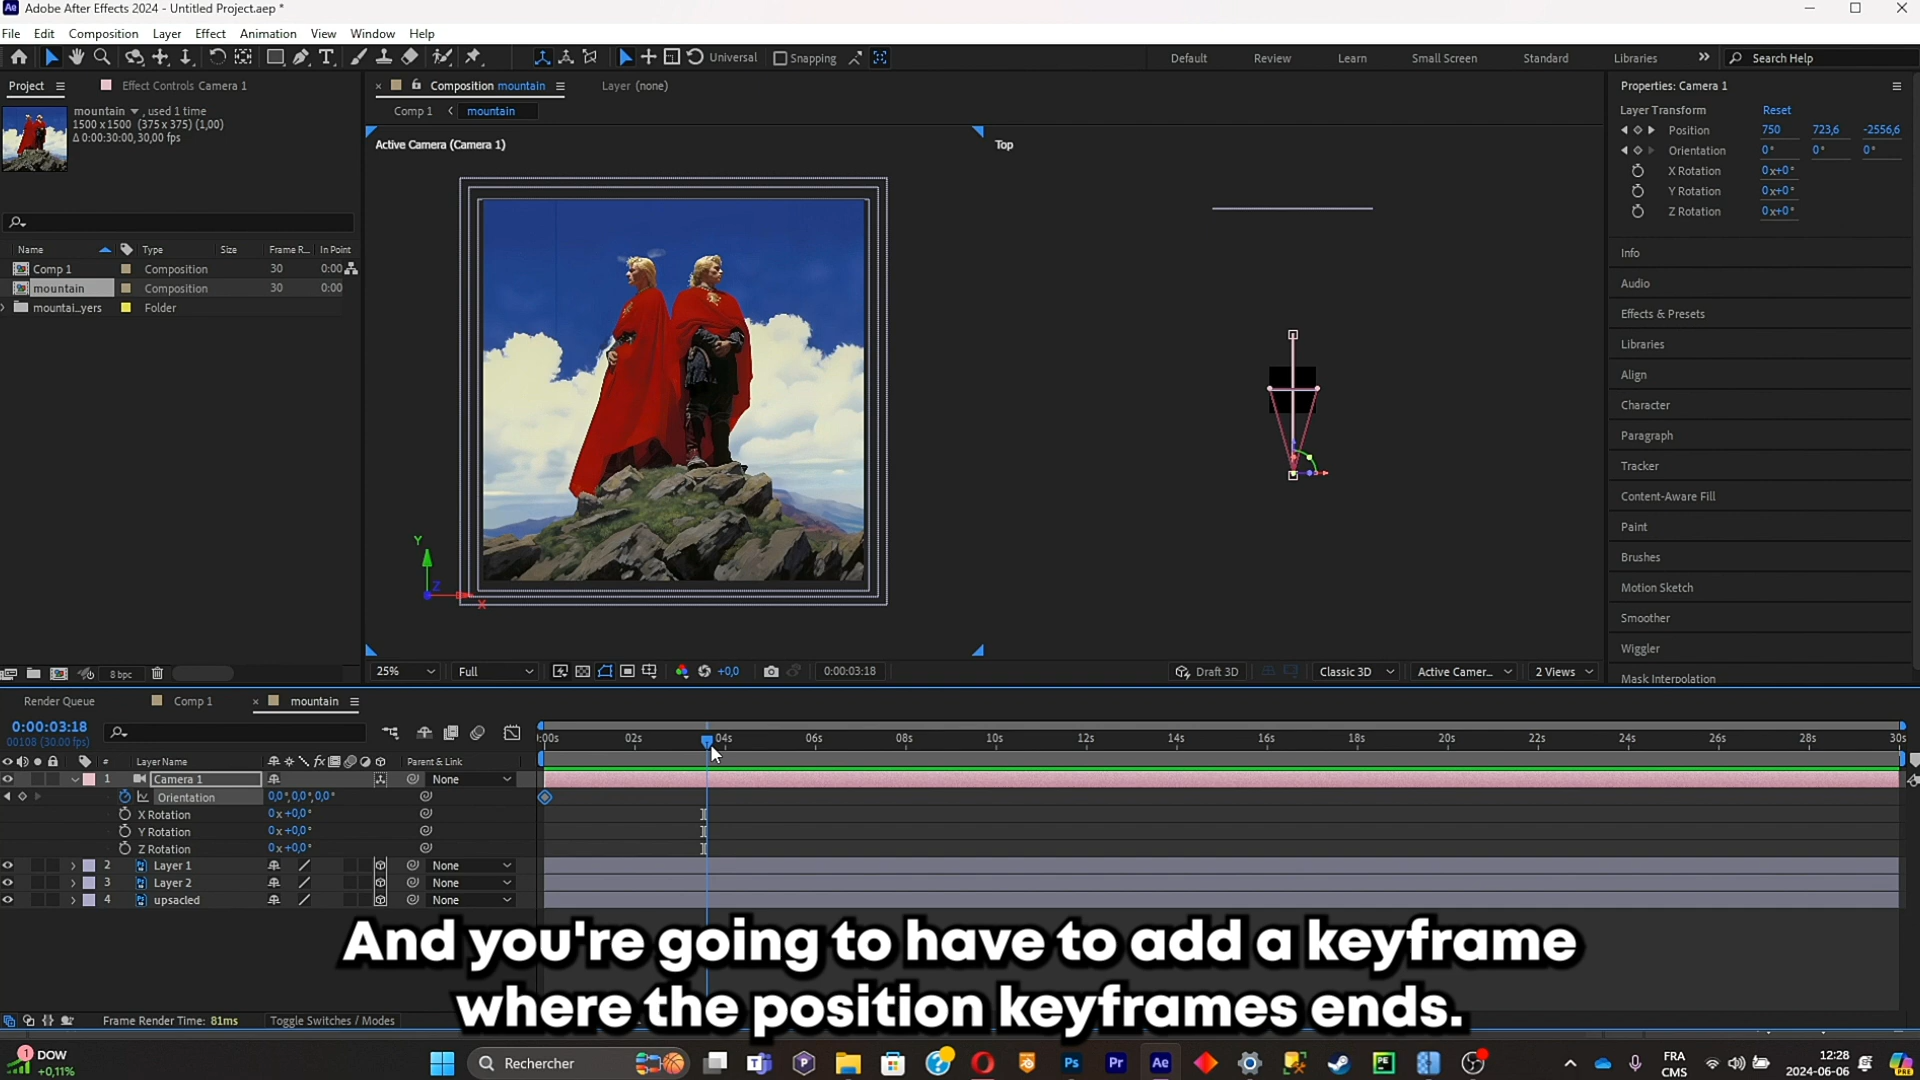 Adobe After Effects 2024 - Untitled Project.aep *
File Edit Composition Layer Effect Animation View Window Help
Universal Snapping Default Review Learn Small Screen Standard Libraries Search Help
Project Effect Controls Camera 1
mountain , used 1 time
1500 x 1500 (375 x 375) (1,00)
Δ 0:00:30:00, 30,00 fps
Name Type Size Frame R... In Point
Comp 1 Composition 30 0:00
mountain Composition 30 0:00
mountai...yers Folder
8 bpc
Composition mountain Layer (none)
Comp 1 mountain
Active Camera (Camera 1)
Top
Y
Z
X
25% Full +0,0 0:00:03:18 Draft 3D Classic 3D Active Camer... 2 Views
Properties: Camera 1
Layer Transform Reset
Position 750 723,6 -2556,6
Orientation 0° 0° 0°
X Rotation 0x+0°
Y Rotation 0x+0°
Z Rotation 0x+0°
Info
Audio
Effects & Presets
Libraries
Align
Character
Paragraph
Tracker
Content-Aware Fill
Paint
Brushes
Motion Sketch
Smoother
Wiggler
Mask Interpolation
Render Queue Comp 1 mountain
0:00:03:18
00108 (30.00 fps)
:00s 02s 04s 06s 08s 10s 12s 14s 16s 18s 20s 22s 24s 26s 28s 30s
# Layer Name Parent & Link
1 Camera 1 None
Orientation 0,0°,0,0°,0,0°
X Rotation 0x+0,0°
Y Rotation 0x+0,0°
Z Rotation 0x+0,0°
2 Layer 1 None
3 Layer 2 None
4 upsacled None
And you're going to have to add a keyframe
where the position keyframes ends.
Frame Render Time: 81ms Toggle Switches / Modes
1 DOW
+0,11%
Rechercher
FRA
CMS
12:28
2024-06-06